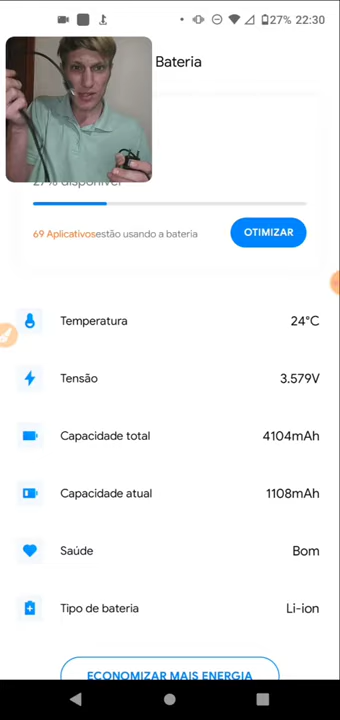 27% 22:30
Bateria
27% disponível
69 Aplicativosestão usando a bateria
OTIMIZAR
Temperatura 24°C
Tensão 3.579V
Capacidade total 4104mAh
Capacidade atual 1108mAh
Saúde Bom
Tipo de bateria Li-ion
ECONOMIZAR MAIS ENERGIA